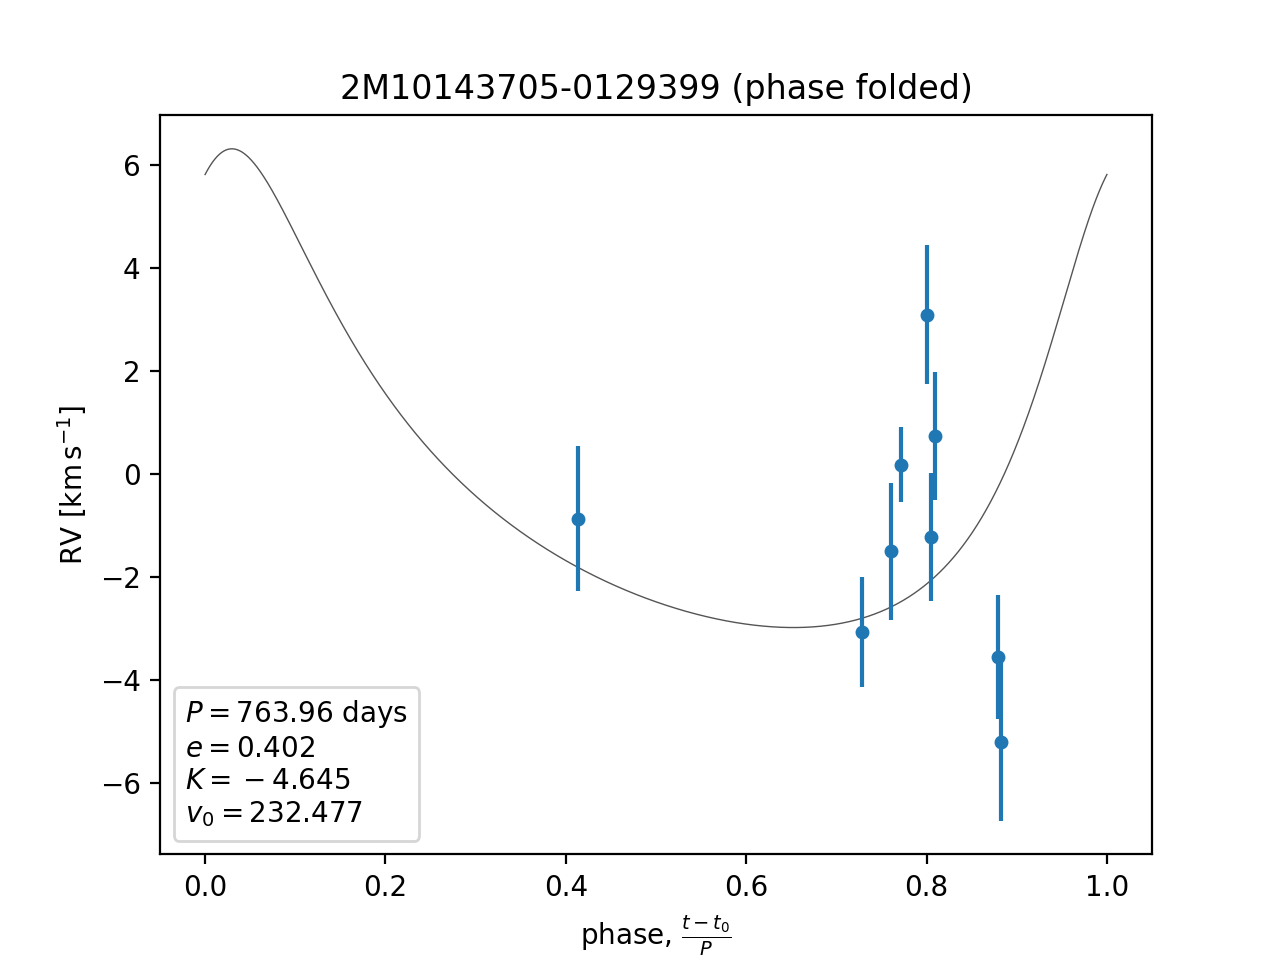 2M10143705-0129399 (phase folded)
6
4
2
0
−2
−4
−6
RV [km s⁻¹]
P = 763.96 days
e = 0.402
K = −4.645
v₀ = 232.477
0.0 0.2 0.4 0.6 0.8 1.0
phase, (t − t₀)/P